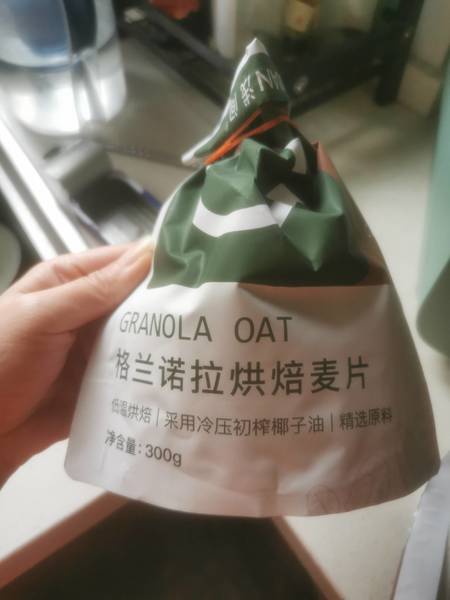 GRANOLA OAT
格兰诺拉烘焙麦片
低温烘焙 | 采用冷压初榨椰子油 | 精选原料
净含量: 300g